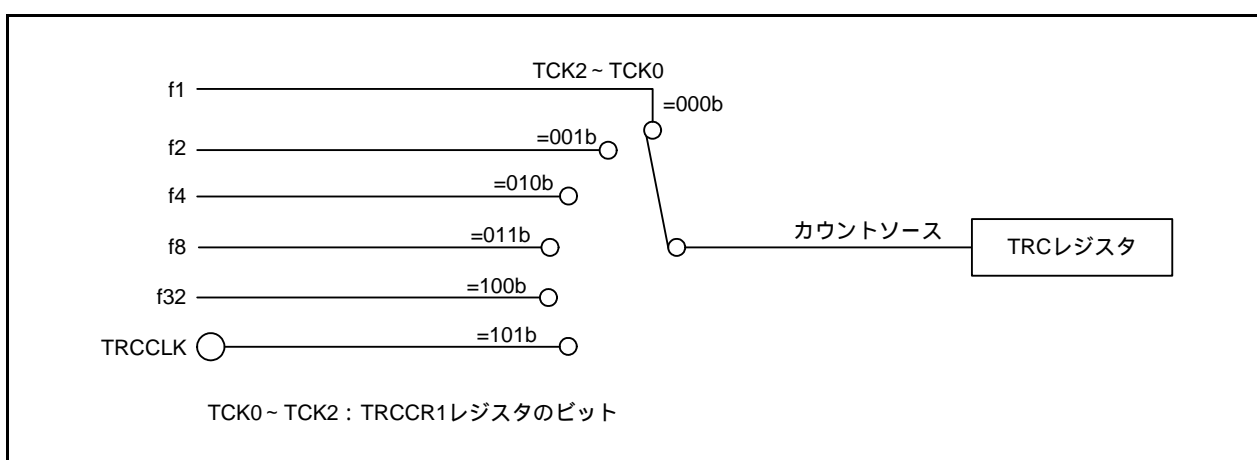 TCK2 ~ TCK0
f1
=000b
f2
=001b
f4
=010b
f8
=011b
カウントソース
TRCレジスタ
f32
=100b
TRCCLK
=101b
TCK0 ~ TCK2 : TRCCR1レジスタのビット